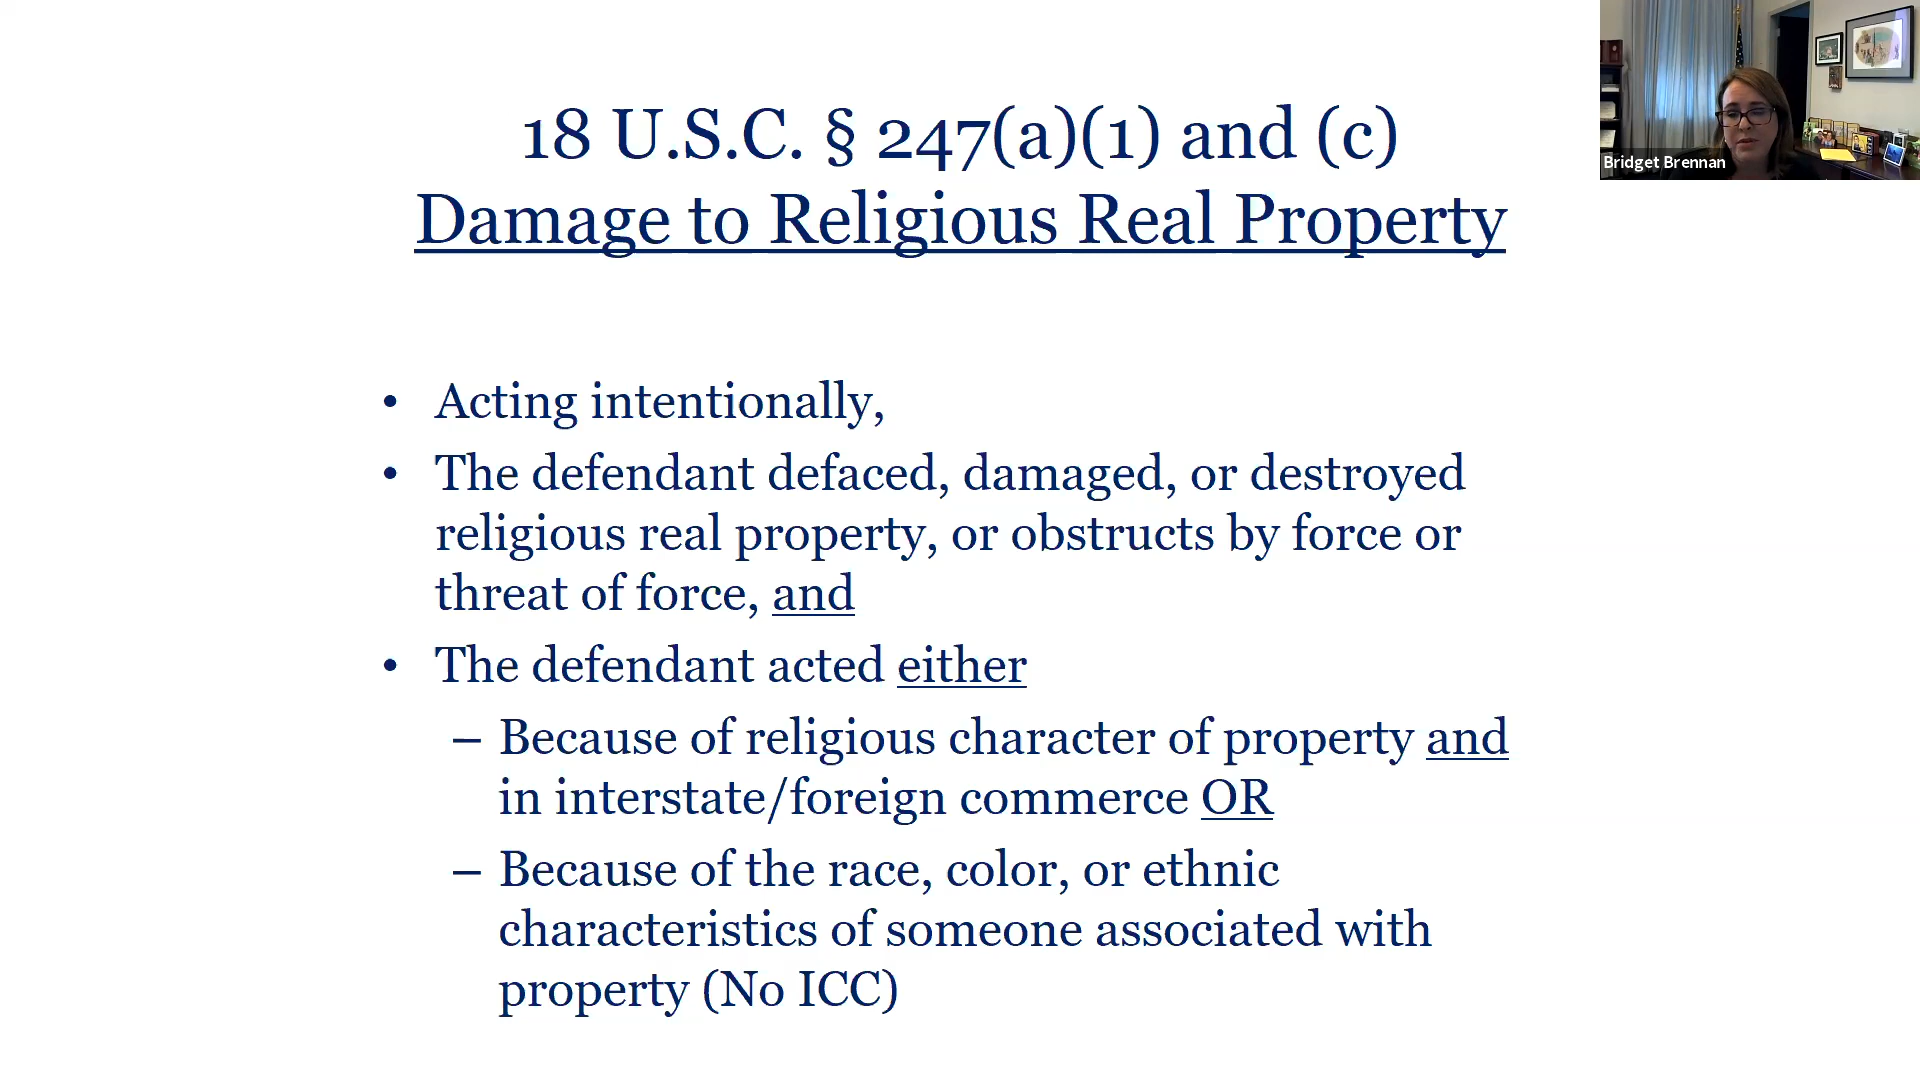 18 U.S.C. § 247(a)(1) and (c)
Damage to Religious Real Property
Bridget Brennan
• Acting intentionally,
• The defendant defaced, damaged, or destroyed
religious real property, or obstructs by force or
threat of force, and
• The defendant acted either
– Because of religious character of property and
in interstate/foreign commerce OR
– Because of the race, color, or ethnic
characteristics of someone associated with
property (No ICC)